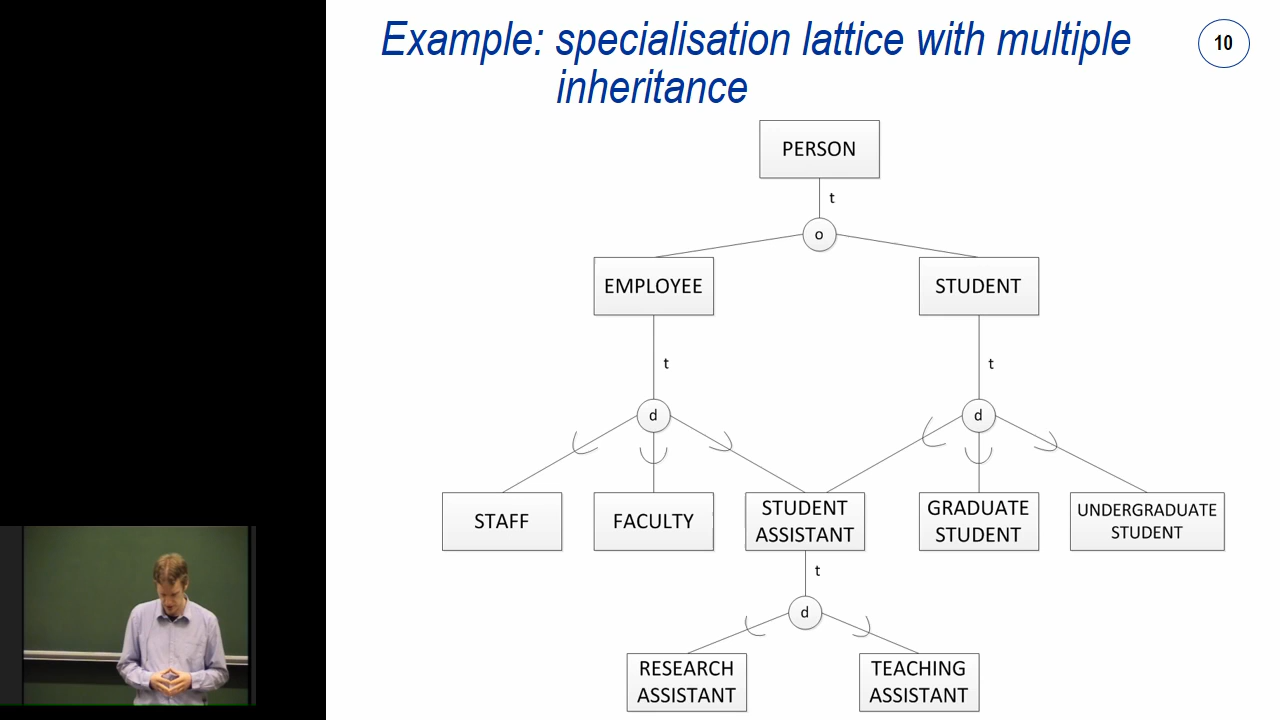 Example: specialisation lattice with multiple
inheritance
10
PERSON
t
o
EMPLOYEE
STUDENT
t
t
d
d
STAFF
FACULTY
STUDENT
ASSISTANT
GRADUATE
STUDENT
UNDERGRADUATE
STUDENT
t
d
RESEARCH
ASSISTANT
TEACHING
ASSISTANT